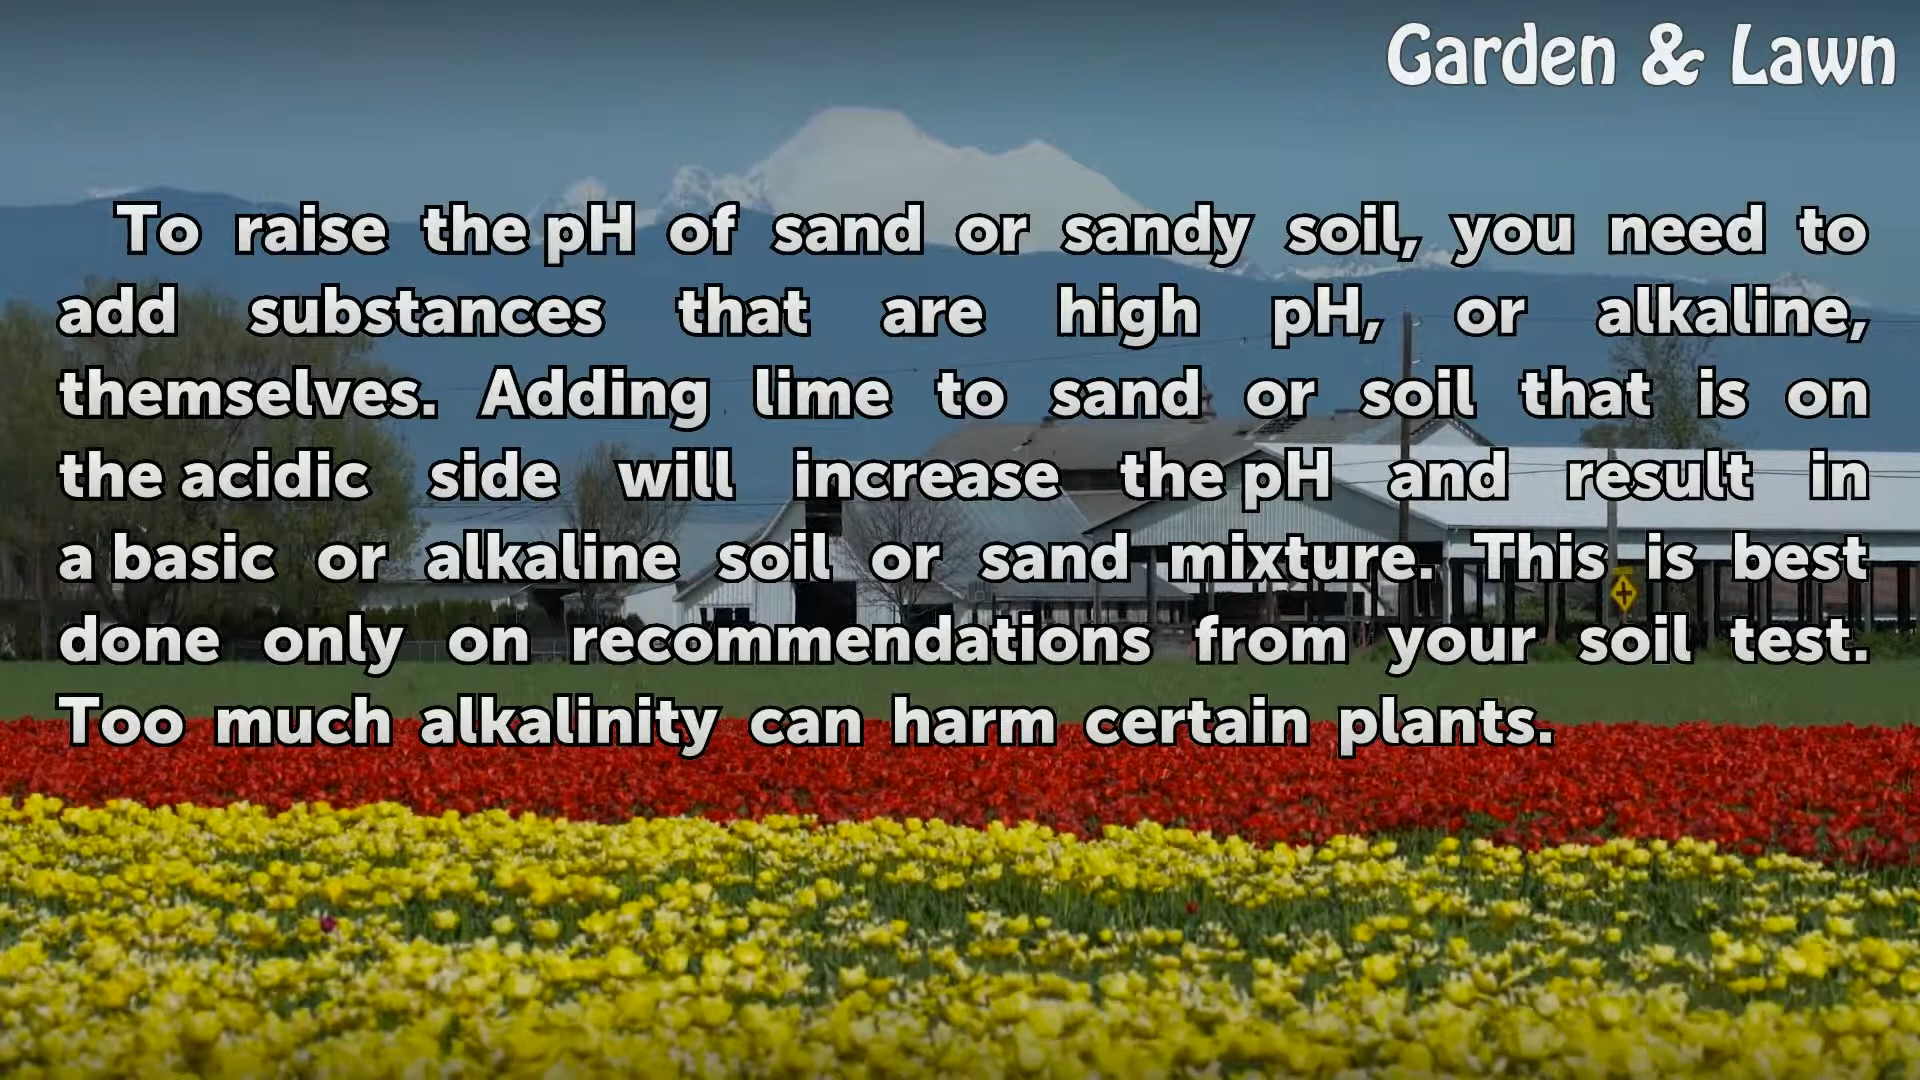 Garden & Lawn
To raise the pH of sand or sandy soil, you need to
add substances that are high pH, or alkaline,
themselves. Adding lime to sand or soil that is on
the acidic side will increase the pH and result in
a basic or alkaline soil or sand mixture. This is best
done only on recommendations from your soil test.
Too much alkalinity can harm certain plants.